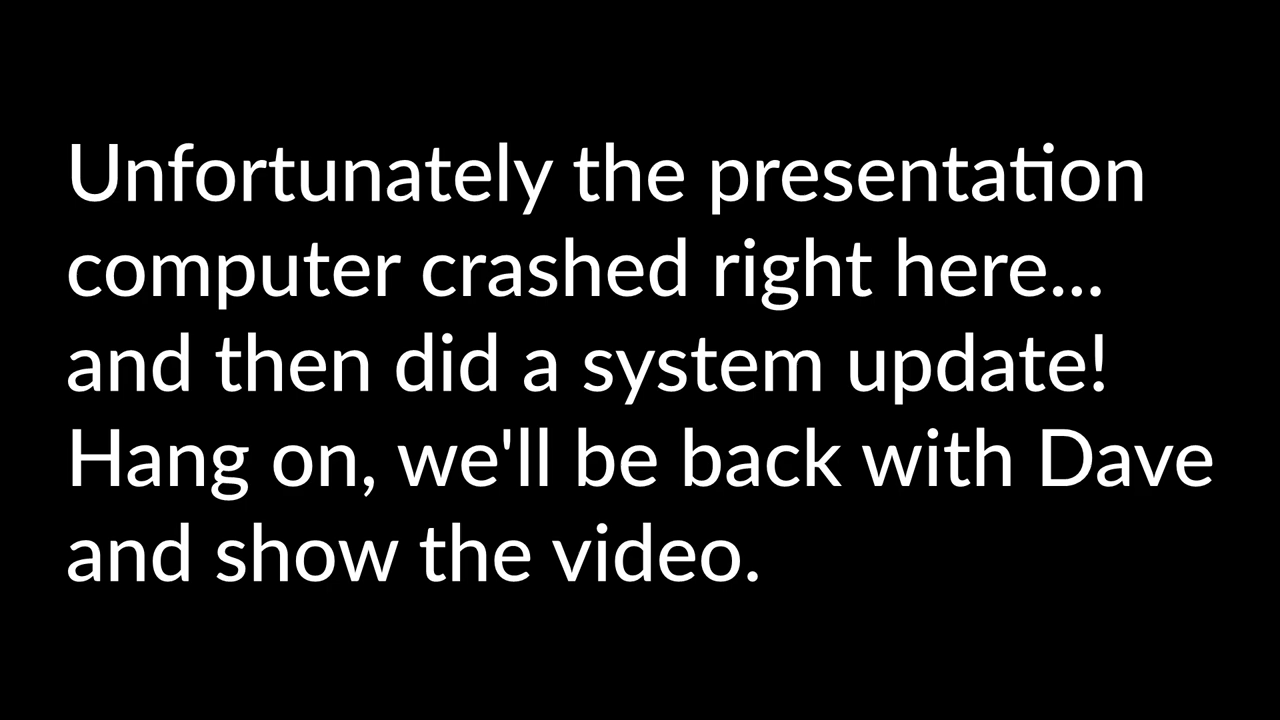 Unfortunately the presentation
computer crashed right here...
and then did a system update!
Hang on, we'll be back with Dave
and show the video.